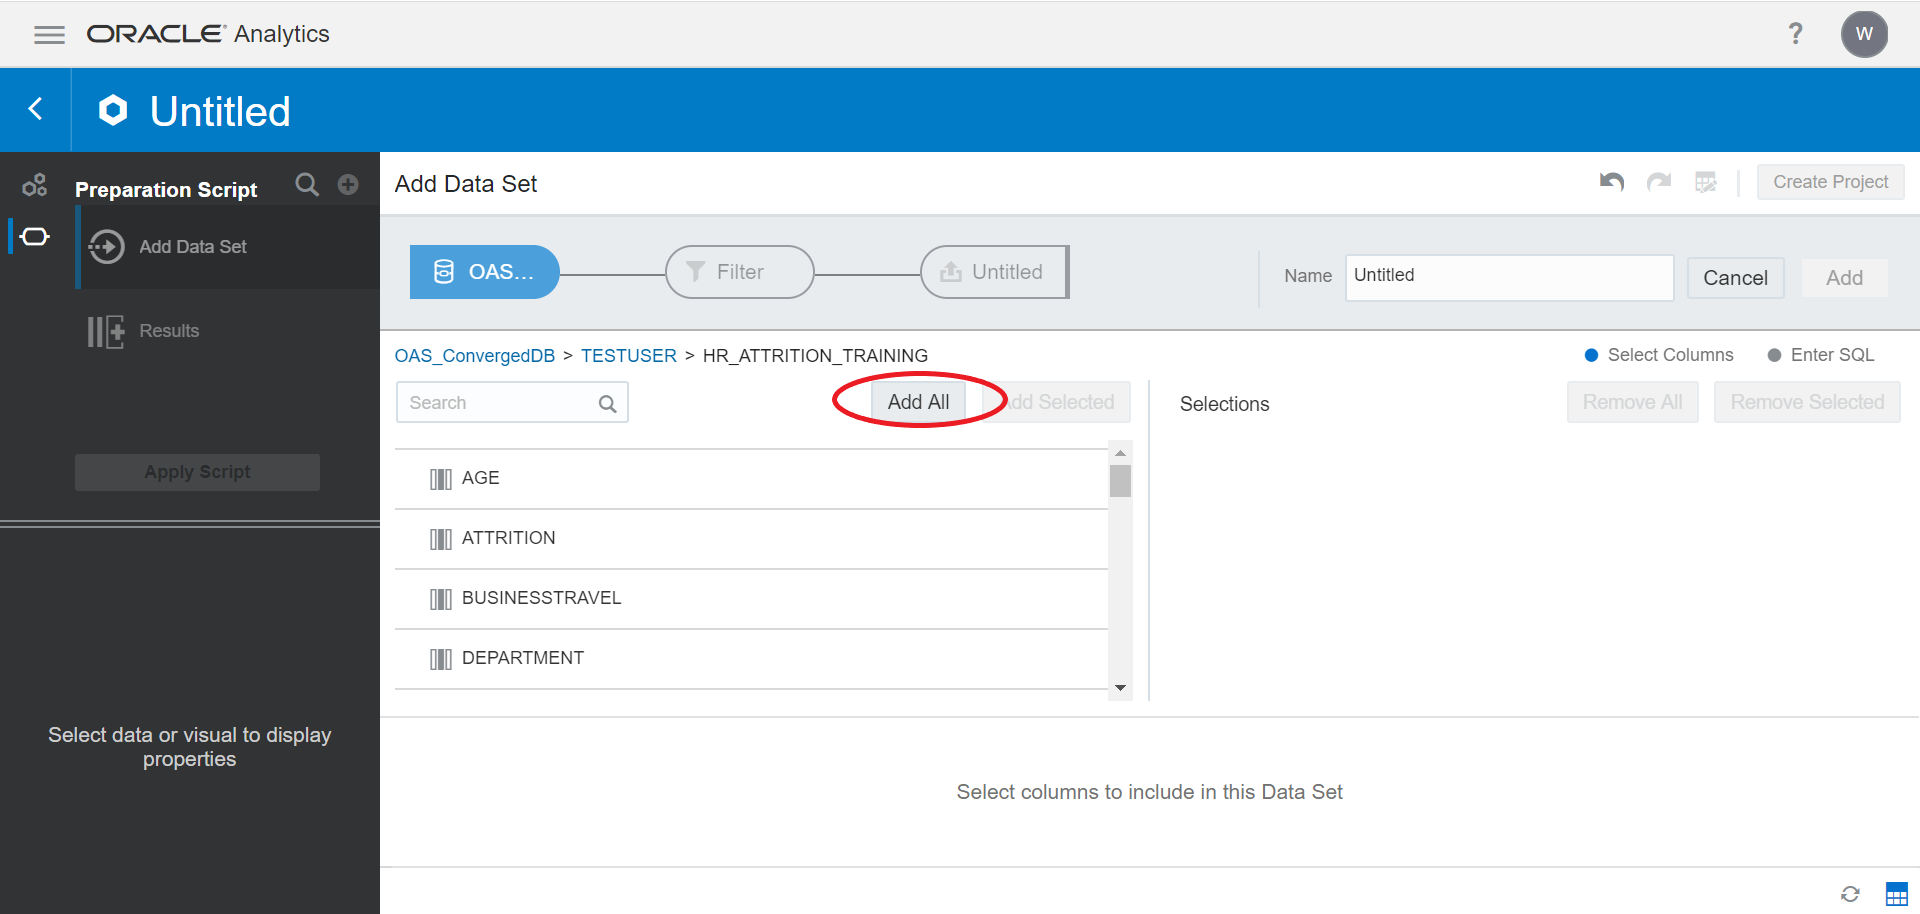 ORACLE Analytics
?
W
Untitled
Preparation Script
Add Data Set
Results
Apply Script
Select data or visual to display
properties
Add Data Set
Create Project
OAS...
Filter
Untitled
Name
Untitled
Cancel
Add
OAS_ConvergedDB > TESTUSER > HR_ATTRITION_TRAINING
Select Columns
Enter SQL
Search
Add All
Add Selected
Selections
Remove All
Remove Selected
AGE
ATTRITION
BUSINESSTRAVEL
DEPARTMENT
Select columns to include in this Data Set